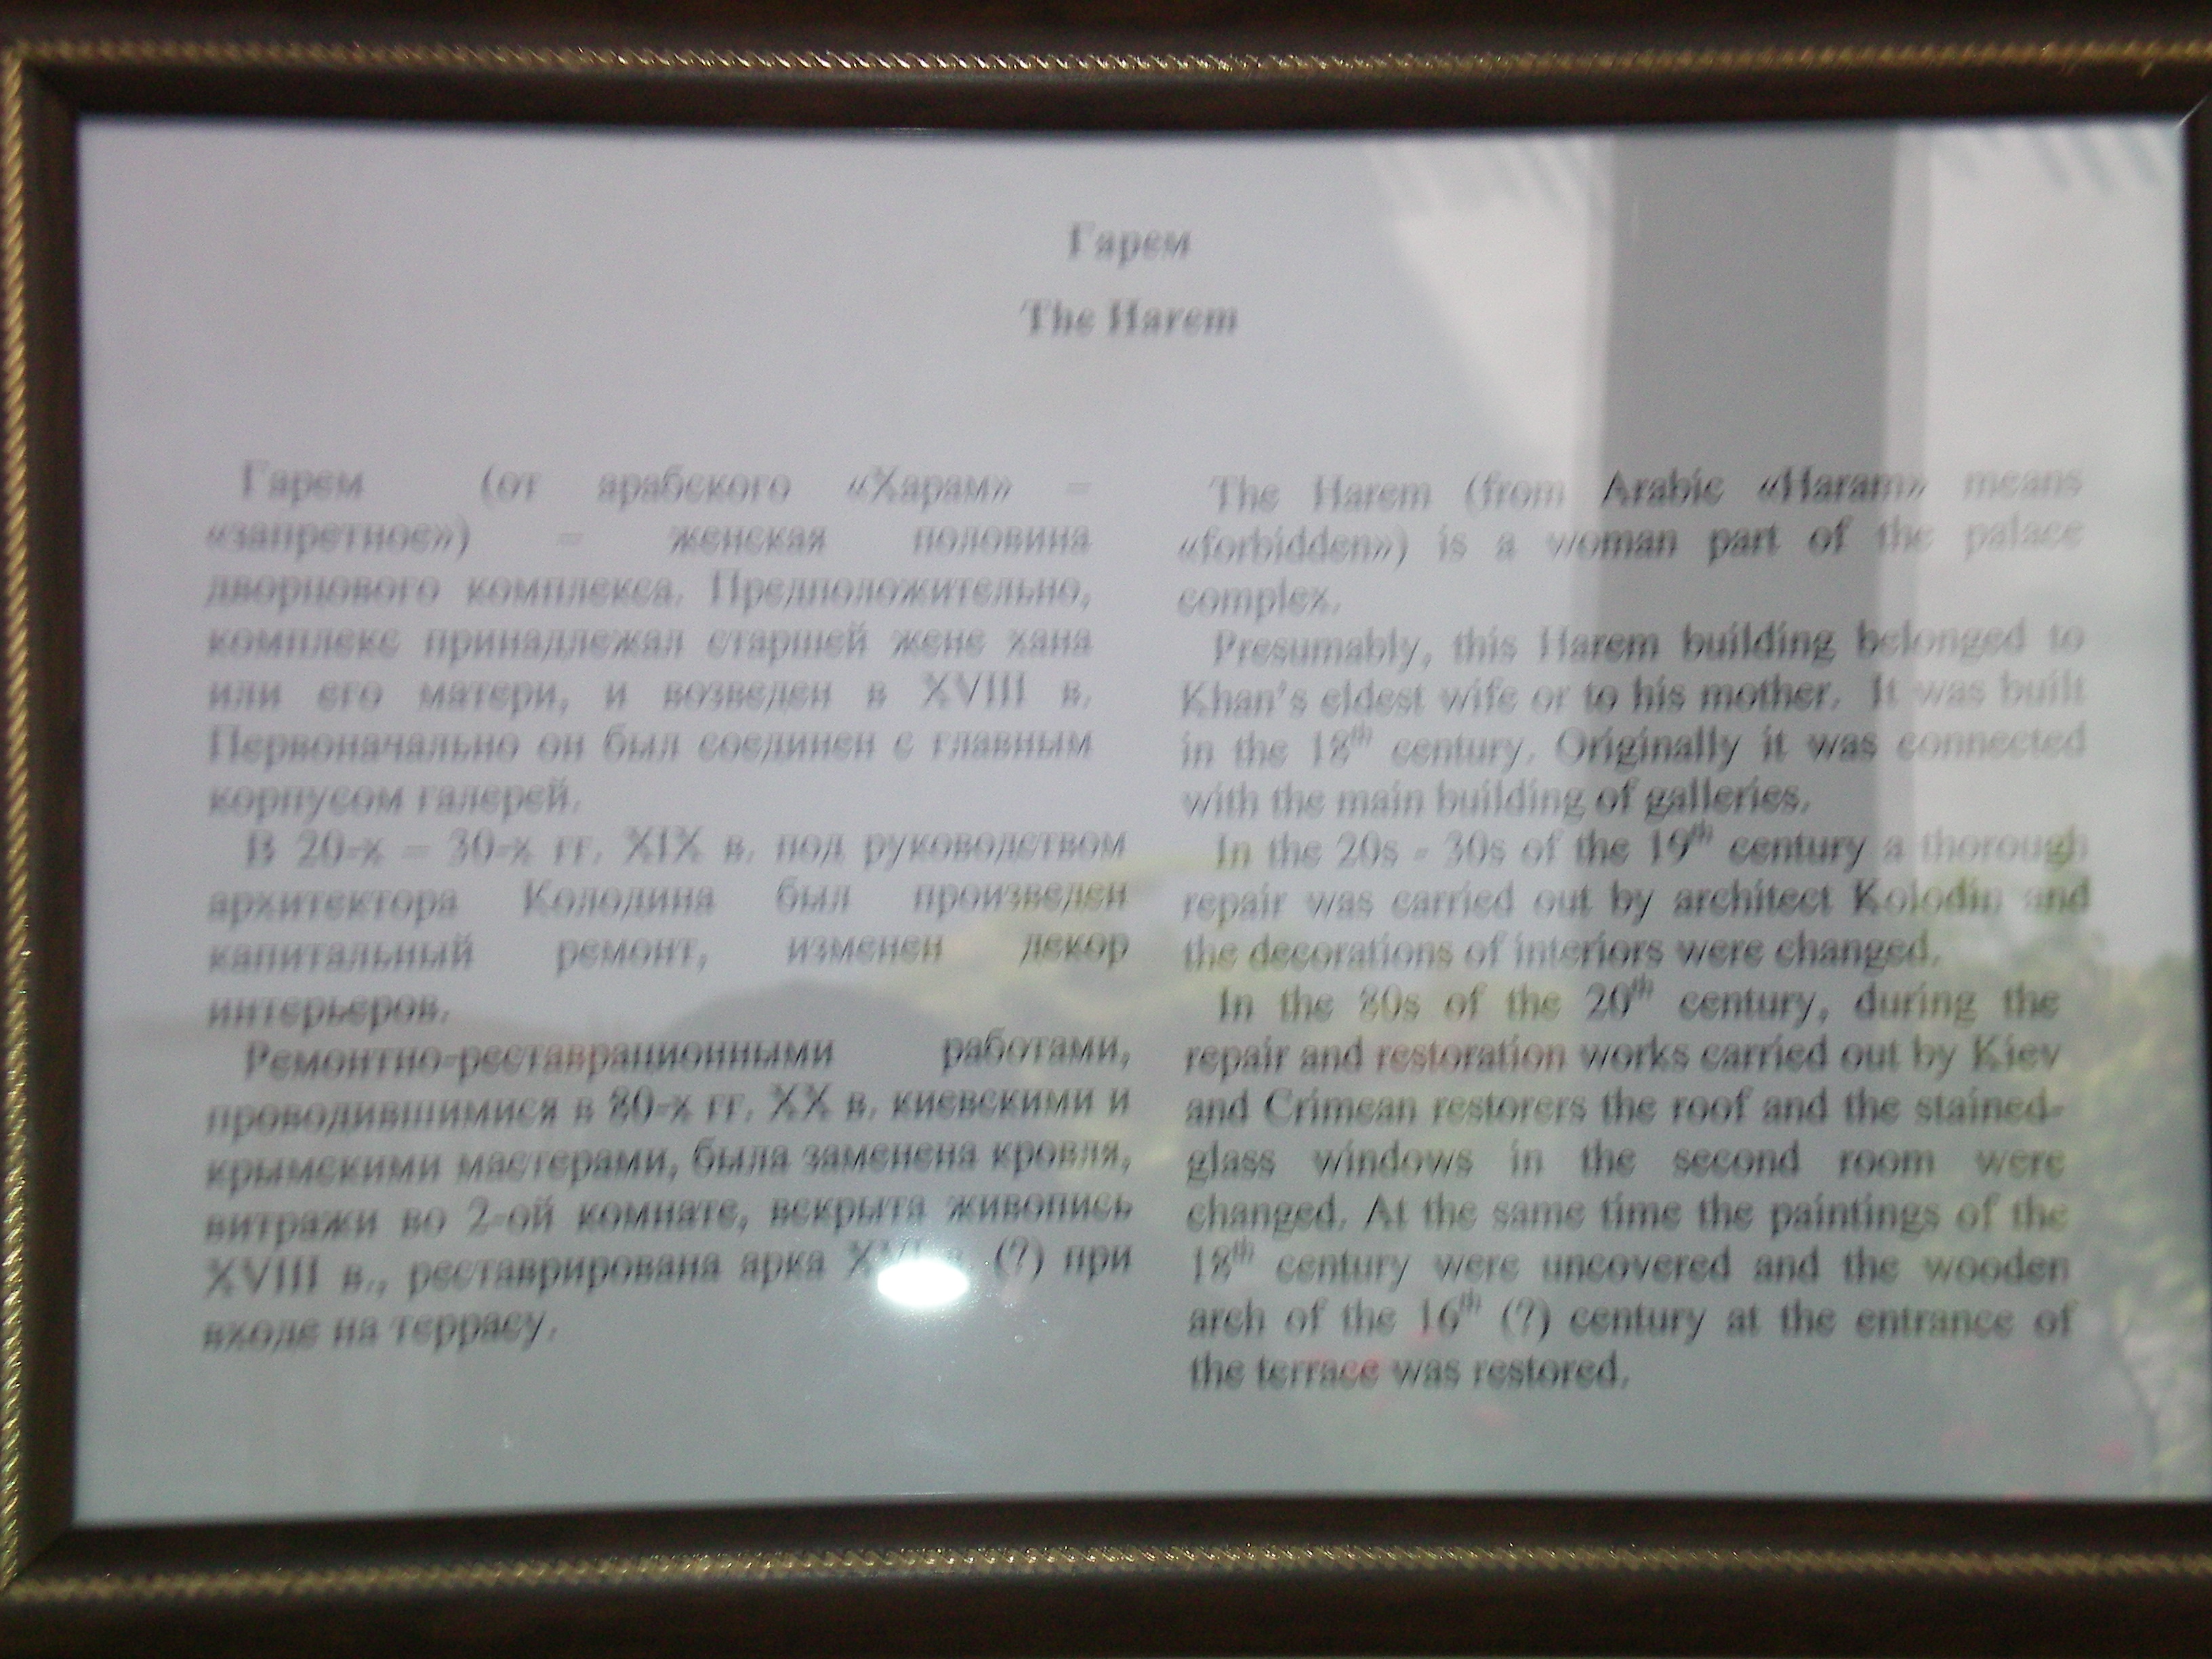 Гарем
The Harem
Гарем (от арабского «Харам» –
«запретное») – женская половина
дворцового комплекса. Предположительно,
комплекс принадлежал старшей жене хана
или его матери, и возведен в XVIII в.
Первоначально он был соединен с главным
корпусом галерей.
В 20-х – 30-х гг. XIX в. под руководством
архитектора Колодина был произведен
капитальный ремонт, изменен декор
интерьеров.
Ремонтно-реставрационными работами,
проводившимися в 80-х гг. XX в. киевскими и
крымскими мастерами, была заменена кровля,
витражи во 2-ой комнате, вскрыта живопись
XVIII в., реставрирована арка (?) при
входе на террасу.
The Harem (from Arabic «Haram» means
«forbidden») is a woman part of the palace
complex.
Presumably, this Harem building belonged to
Khan's eldest wife or to his mother. It was built
in the 18th century. Originally it was connected
with the main building of galleries.
In the 20s - 30s of the 19th century a thorough
repair was carried out by architect Kolodin and
the decorations of interiors were changed.
In the 80s of the 20th century, during the
repair and restoration works carried out by Kiev
and Crimean restorers the roof and the stained-
glass windows in the second room were
changed. At the same time the paintings of the
18th century were uncovered and the wooden
arch of the 16th (?) century at the entrance of
the terrace was restored.